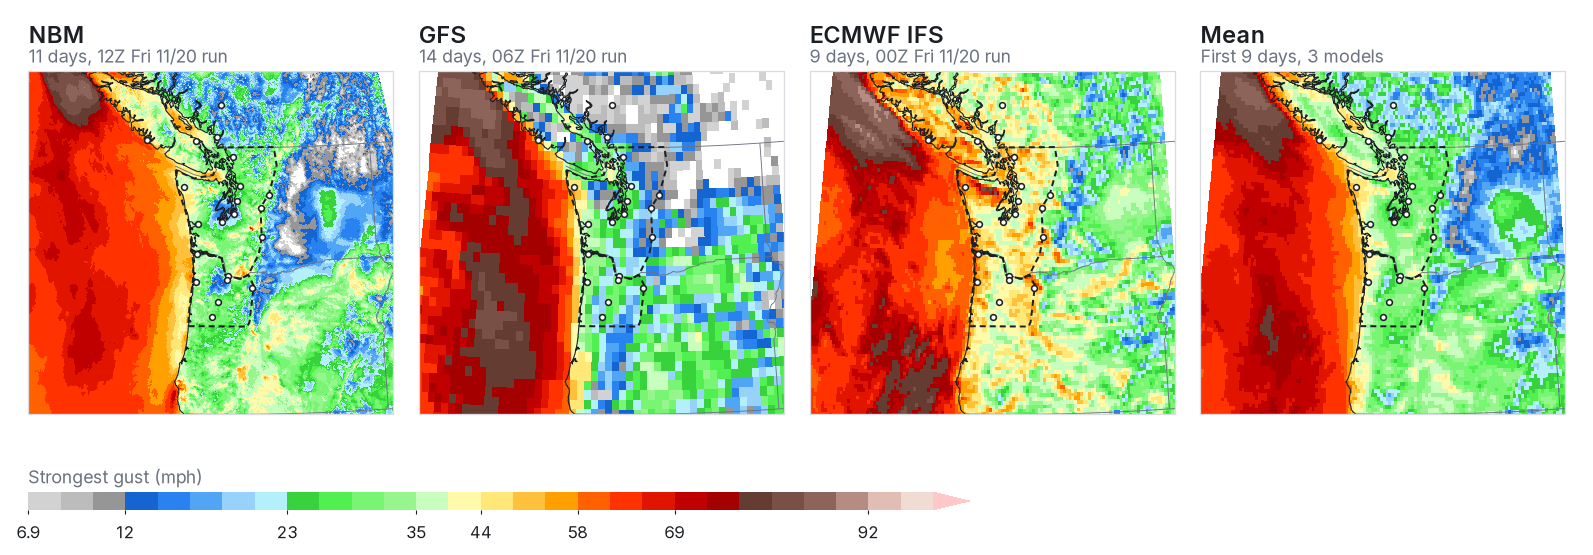 NBM
11 days, 12Z Fri 11/20 run
GFS
14 days, 06Z Fri 11/20 run
ECMWF IFS
9 days, 00Z Fri 11/20 run
Mean
First 9 days, 3 models
Strongest gust (mph)
6.9 12 23 35 44 58 69 92